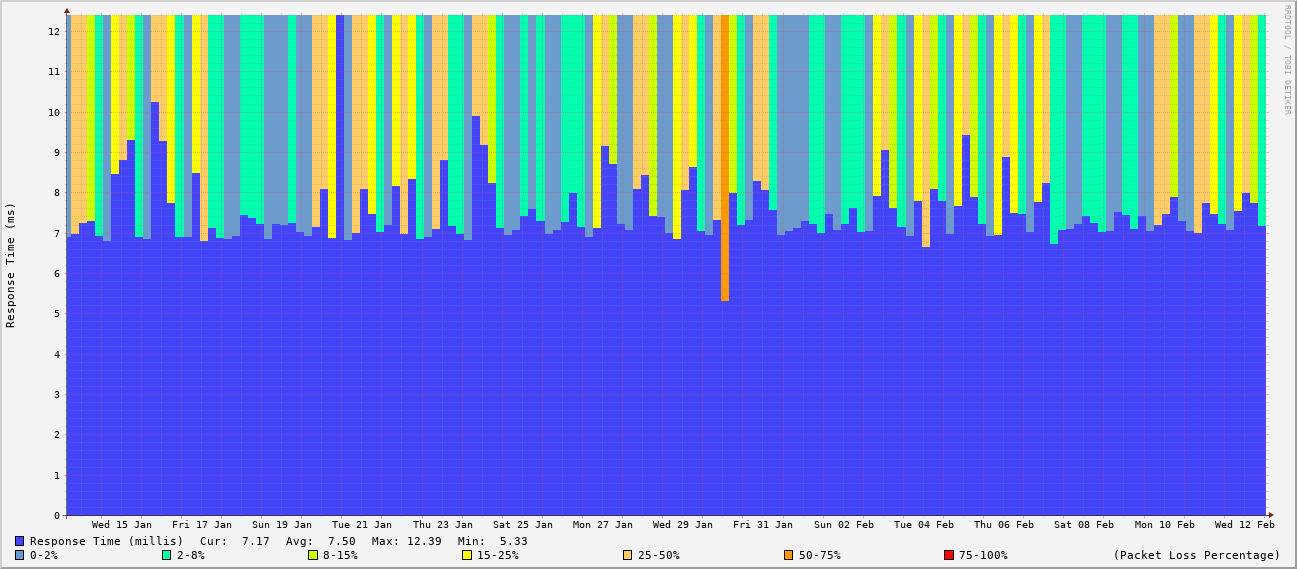 RRDTOOL / TOBI OETIKER
Response Time (ms)
12
11
10
9
8
7
6
5
4
3
2
1
0
Wed 15 Jan Fri 17 Jan Sun 19 Jan Tue 21 Jan Thu 23 Jan Sat 25 Jan Mon 27 Jan Wed 29 Jan Fri 31 Jan Sun 02 Feb Tue 04 Feb Thu 06 Feb Sat 08 Feb Mon 10 Feb Wed 12 Feb
Response Time (millis) Cur: 7.17 Avg: 7.50 Max: 12.39 Min: 5.33
0-2% 2-8% 8-15% 15-25% 25-50% 50-75% 75-100% (Packet Loss Percentage)